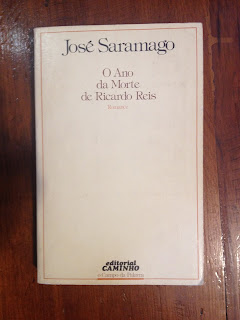 José Saramago
O Ano
da Morte
de Ricardo Reis
Romance
editorial
CAMINHO
o Campo da Palavra